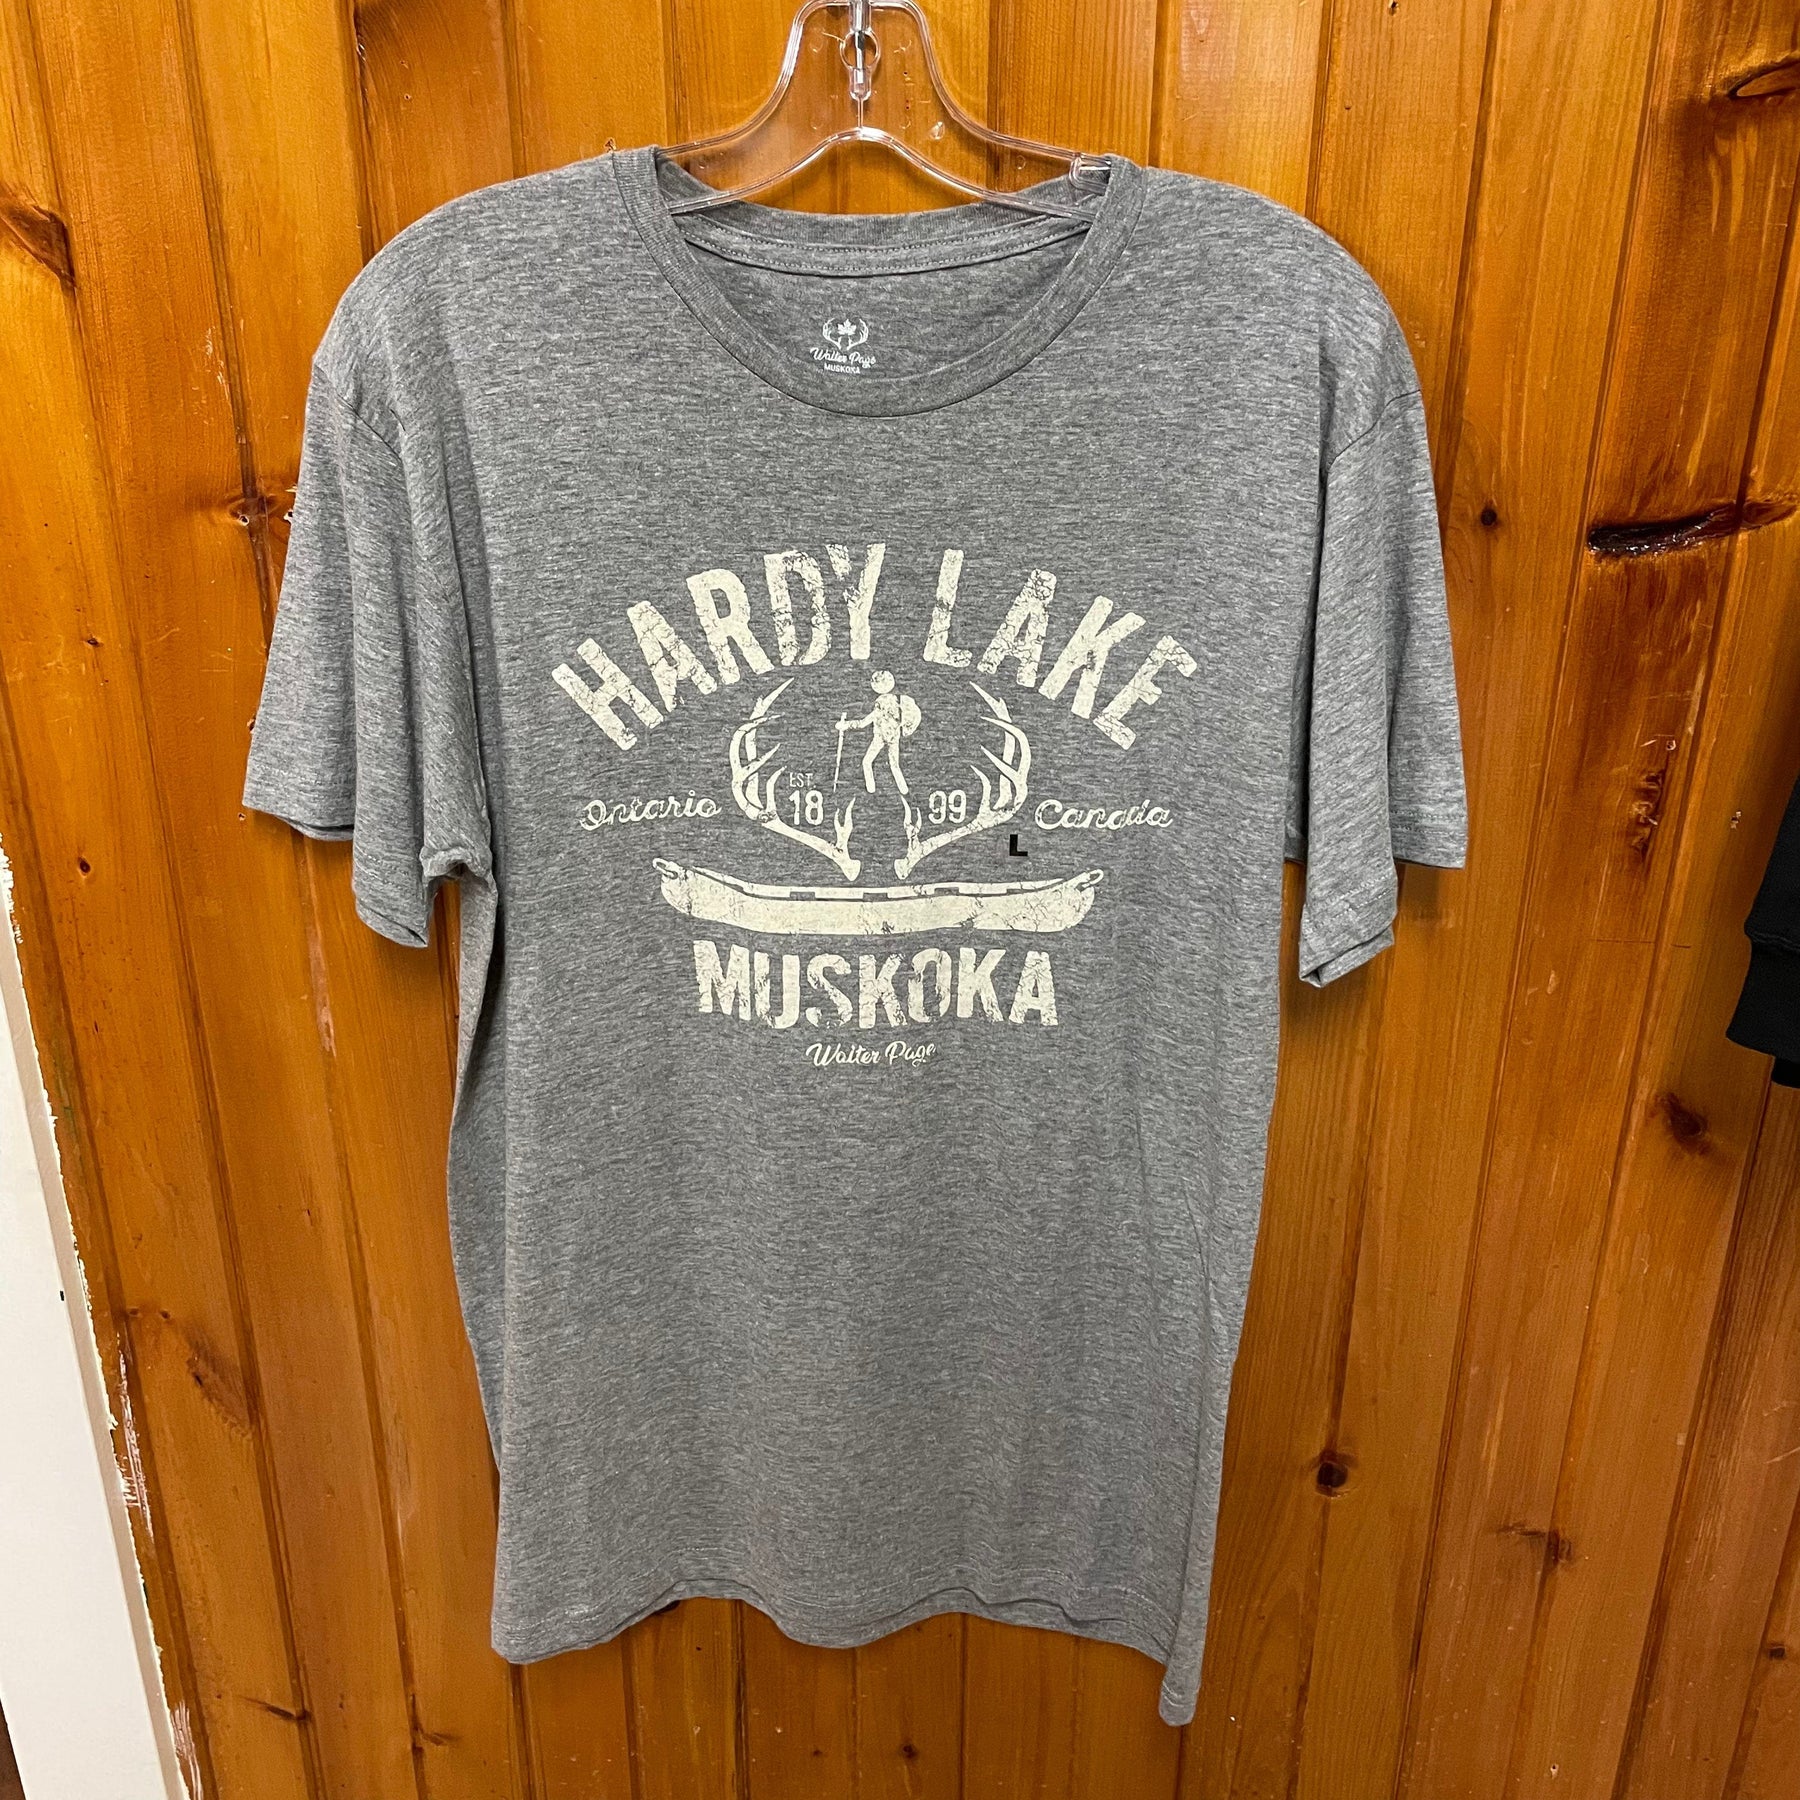 Walter Page
MUSKOKA
HARDY LAKE
EST.
Ontario 18 99 Canada
L
MUSKOKA
Walter Page